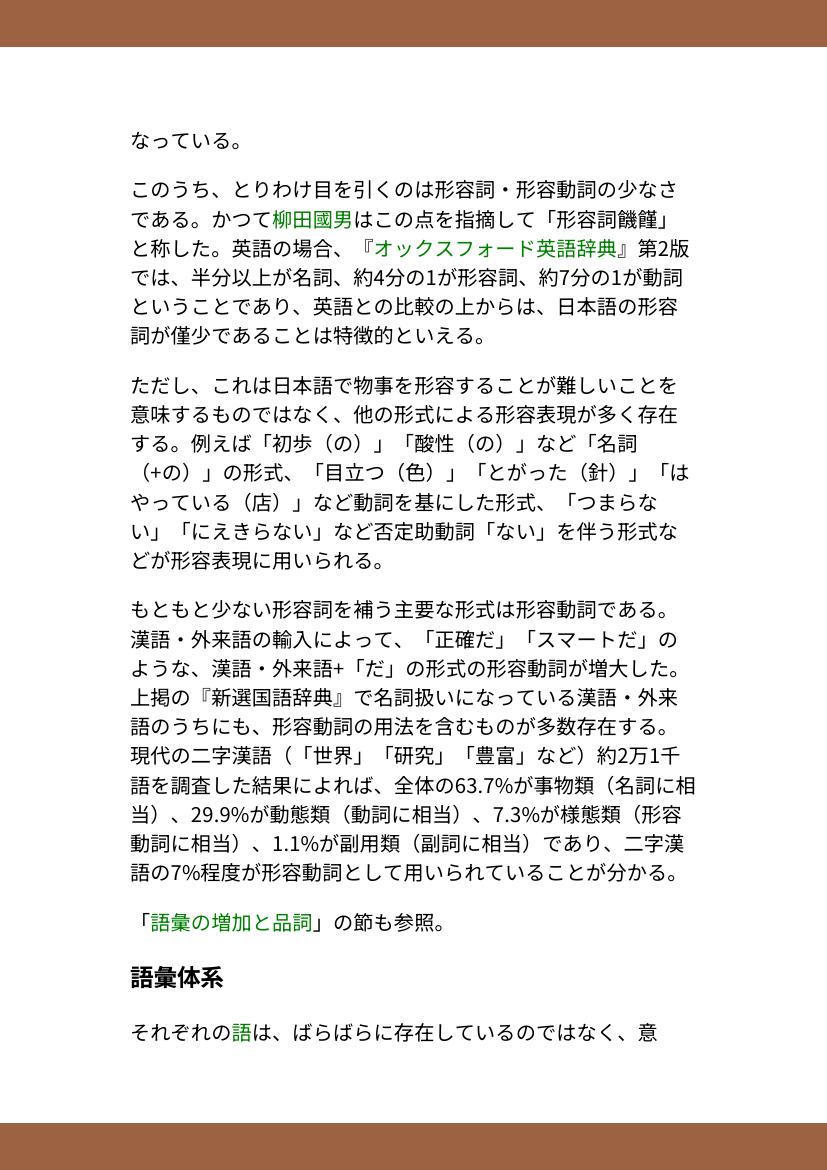 なっている。
このうち、とりわけ目を引くのは形容詞・形容動詞の少なさ
である。かつて柳田國男はこの点を指摘して「形容詞饑饉」
と称した。英語の場合、『オックスフォード英語辞典』第2版
では、半分以上が名詞、約4分の1が形容詞、約7分の1が動詞
ということであり、英語との比較の上からは、日本語の形容
詞が僅少であることは特徴的といえる。
ただし、これは日本語で物事を形容することが難しいことを
意味するものではなく、他の形式による形容表現が多く存在
する。例えば「初歩（の）」「酸性（の）」など「名詞
（+の）」の形式、「目立つ（色）」「とがった（針）」「は
やっている（店）」など動詞を基にした形式、「つまらな
い」「にえきらない」など否定助動詞「ない」を伴う形式な
どが形容表現に用いられる。
もともと少ない形容詞を補う主要な形式は形容動詞である。
漢語・外来語の輸入によって、「正確だ」「スマートだ」の
ような、漢語・外来語+「だ」の形式の形容動詞が増大した。
上掲の『新選国語辞典』で名詞扱いになっている漢語・外来
語のうちにも、形容動詞の用法を含むものが多数存在する。
現代の二字漢語（「世界」「研究」「豊富」など）約2万1千
語を調査した結果によれば、全体の63.7%が事物類（名詞に相
当）、29.9%が動態類（動詞に相当）、7.3%が様態類（形容
動詞に相当）、1.1%が副用類（副詞に相当）であり、二字漢
語の7%程度が形容動詞として用いられていることが分かる。
「語彙の増加と品詞」の節も参照。
語彙体系
それぞれの語は、ばらばらに存在しているのではなく、意